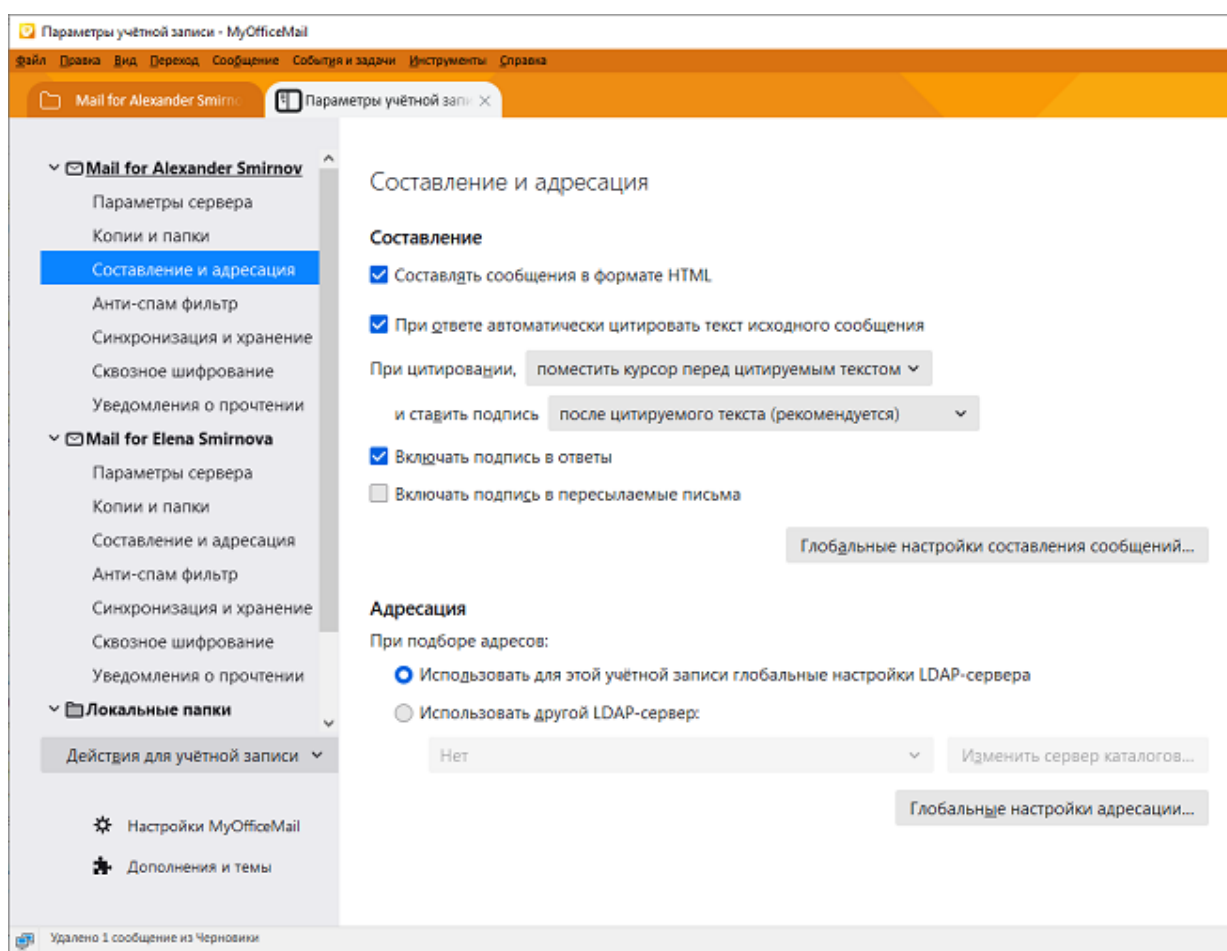 Параметры учётной записи - MyOfficeMail
Файл Правка Вид Переход Сообщение События и задачи Инструменты Справка
Mail for Alexander Smirno
Параметры учётной запи
Mail for Alexander Smirnov
Параметры сервера
Копии и папки
Составление и адресация
Анти-спам фильтр
Синхронизация и хранение
Сквозное шифрование
Уведомления о прочтении
Mail for Elena Smirnova
Параметры сервера
Копии и папки
Составление и адресация
Анти-спам фильтр
Синхронизация и хранение
Сквозное шифрование
Уведомления о прочтении
Локальные папки
Действия для учётной записи
Настройки MyOfficeMail
Дополнения и темы
Составление и адресация
Составление
Составлять сообщения в формате HTML
При ответе автоматически цитировать текст исходного сообщения
При цитировании, поместить курсор перед цитируемым текстом
и ставить подпись после цитируемого текста (рекомендуется)
Включать подпись в ответы
Включать подпись в пересылаемые письма
Глобальные настройки составления сообщений...
Адресация
При подборе адресов:
Использовать для этой учётной записи глобальные настройки LDAP-сервера
Использовать другой LDAP-сервер:
Нет Изменить сервер каталогов...
Глобальные настройки адресации...
Удалено 1 сообщение из Черновики